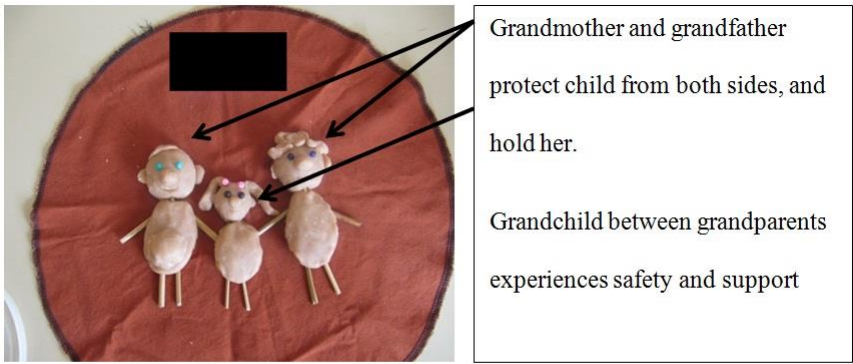 Grandmother and grandfather
protect child from both sides, and
hold her.
Grandchild between grandparents
experiences safety and support